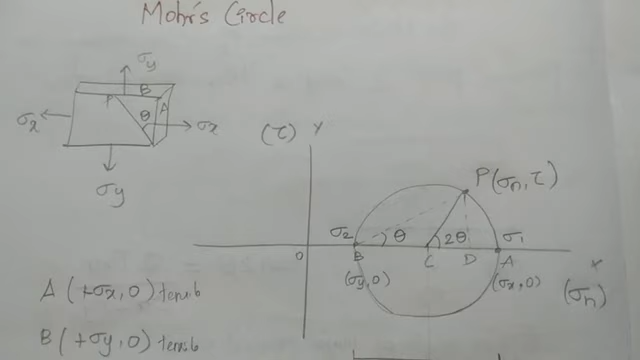 Mohr's Circle
σy
B
P
A
θ
σx
σx
σy
(τ) Y
P(σn, τ)
σ2
θ
2θ
σ1
O
B
C
D
A
X
(σy, 0)
(σx, 0)
(σn)
A (+σx, 0) tensile
B (+σy, 0) tensile